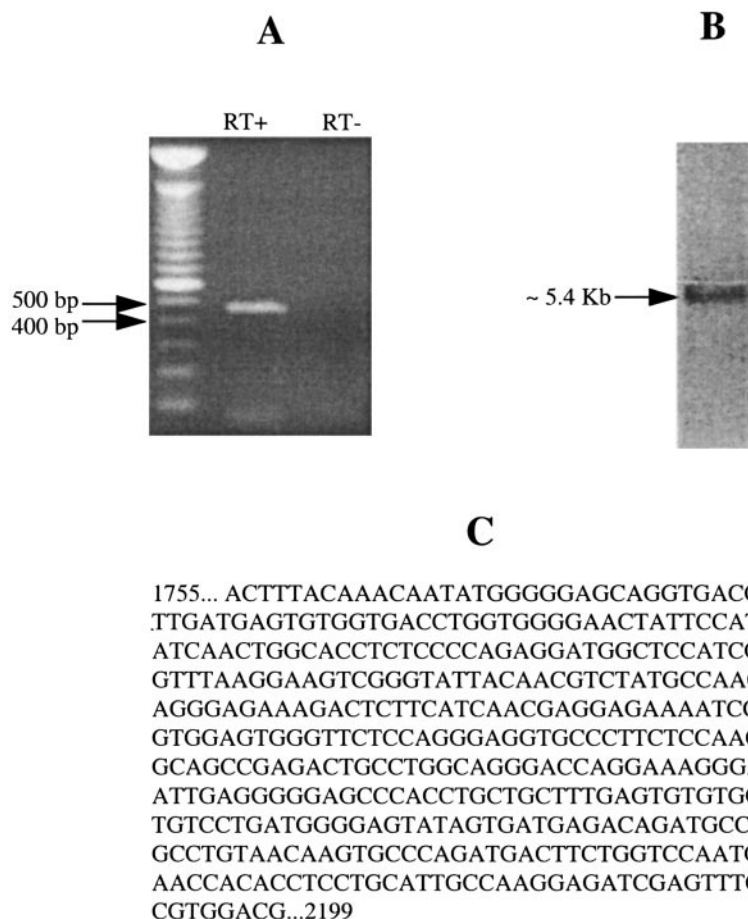 A
B
RT+ RT-
500 bp
400 bp
~ 5.4 Kb
C
1755... ACTTTACAAACAATATGGGGGAGCAGGTGAC
TTGATGAGTGTGGTGACCTGGTGGGGAACTATTCCAT
ATCAACTGGCACCTCTCCCCAGAGGATGGCTCCATC
GTTTAAGGAAGTCGGGTATTACAACGTCTATGCCAA
AGGGAGAAAGACTCTTCATCAACGAGGAGAAAATC
GTGGAGTGGGTTCTCCAGGGAGGTGCCCTTCTCCAA
GCAGCCGAGACTGCCTGGCAGGGACCAGGAAAGGG
ATTGAGGGGGAGCCCACCTGCTGCTTTGAGTGTGTG
TGTCCTGATGGGGAGTATAGTGATGAGACAGATGCC
GCCTGTAACAAGTGCCCAGATGACTTCTGGTCCAAT
AACCACACCTCCTGCATTGCCAAGGAGATCGAGTTT
CGTGGACG...2199